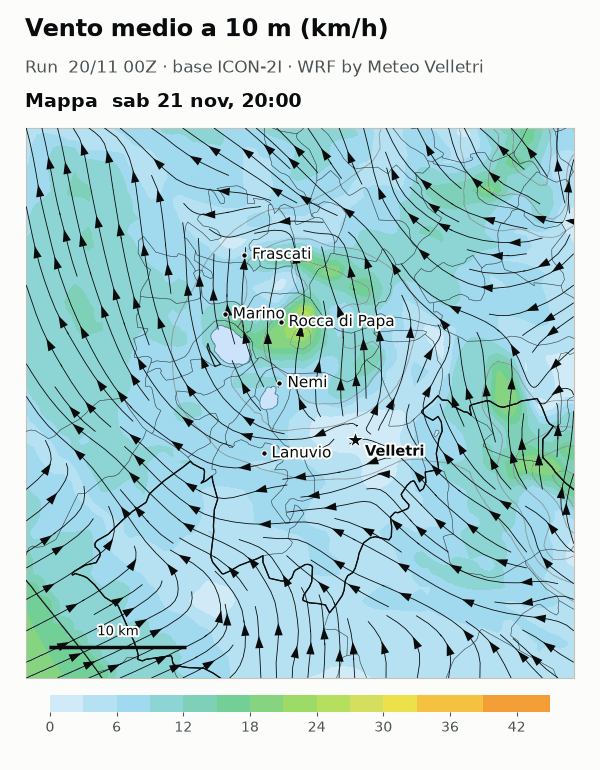 Vento medio a 10 m (km/h)
Run  20/11 00Z · base ICON-2I · WRF by Meteo Velletri
Mappa  sab 21 nov, 20:00
Frascati
Marino
Rocca di Papa
Nemi
Velletri
Lanuvio
10 km
0 6 12 18 24 30 36 42